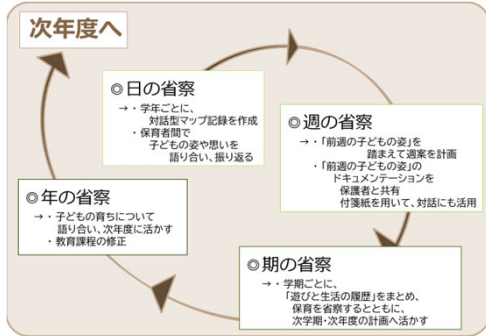 次年度へ
◎日の省察
→・学年ごとに、
対話型マップ記録を作成
・保育者間で
子どもの姿や思いを
語り合い、振り返る
◎週の省察
→・「前週の子どもの姿」を
踏まえて週案を計画
・「前週の子どもの姿」の
ドキュメンテーションを
保護者と共有
付箋紙を用いて、対話にも活用
◎年の省察
→・子どもの育ちについて
語り合い、次年度に活かす
・教育課程の修正
◎期の省察
→・学期ごとに、
「遊びと生活の履歴」をまとめ、
保育を省察するとともに、
次学期・次年度の計画へ活かす